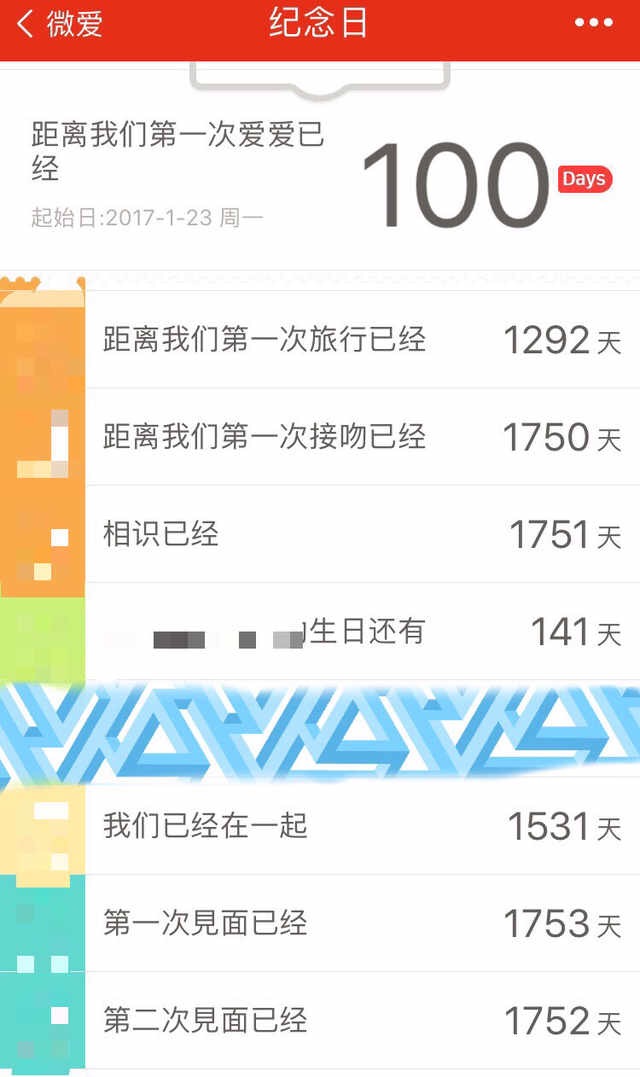 微爱
纪念日
距离我们第一次爱爱已
经
100
Days
起始日:2017-1-23 周一
距离我们第一次旅行已经 1292 天
距离我们第一次接吻已经 1750 天
相识已经 1751 天
生日还有 141 天
我们已经在一起 1531 天
第一次見面已经 1753 天
第二次見面已经 1752 天